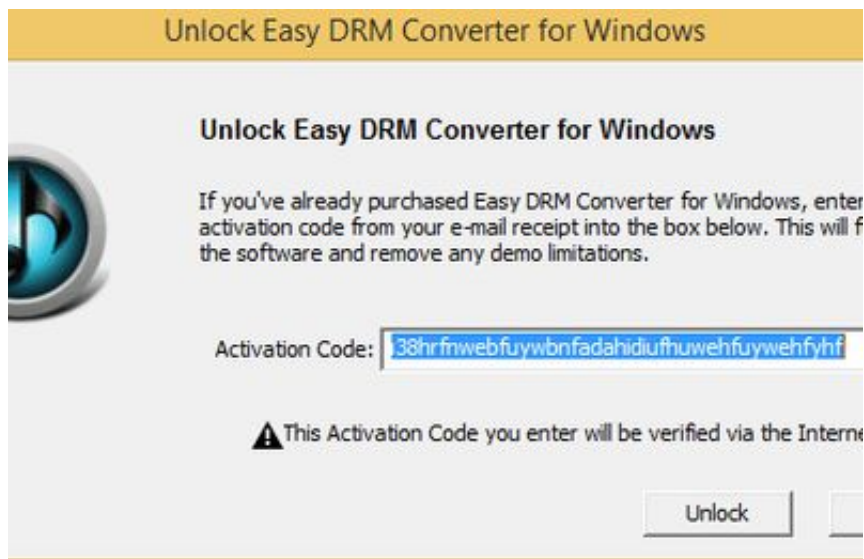 Unlock Easy DRM Converter for Windows
Unlock Easy DRM Converter for Windows
If you've already purchased Easy DRM Converter for Windows, enter
activation code from your e-mail receipt into the box below. This will
the software and remove any demo limitations.
Activation Code: 38hrfnwebfuywbnfadahidiufhuwehfuywehfyhf
This Activation Code you enter will be verified via the
Unlock